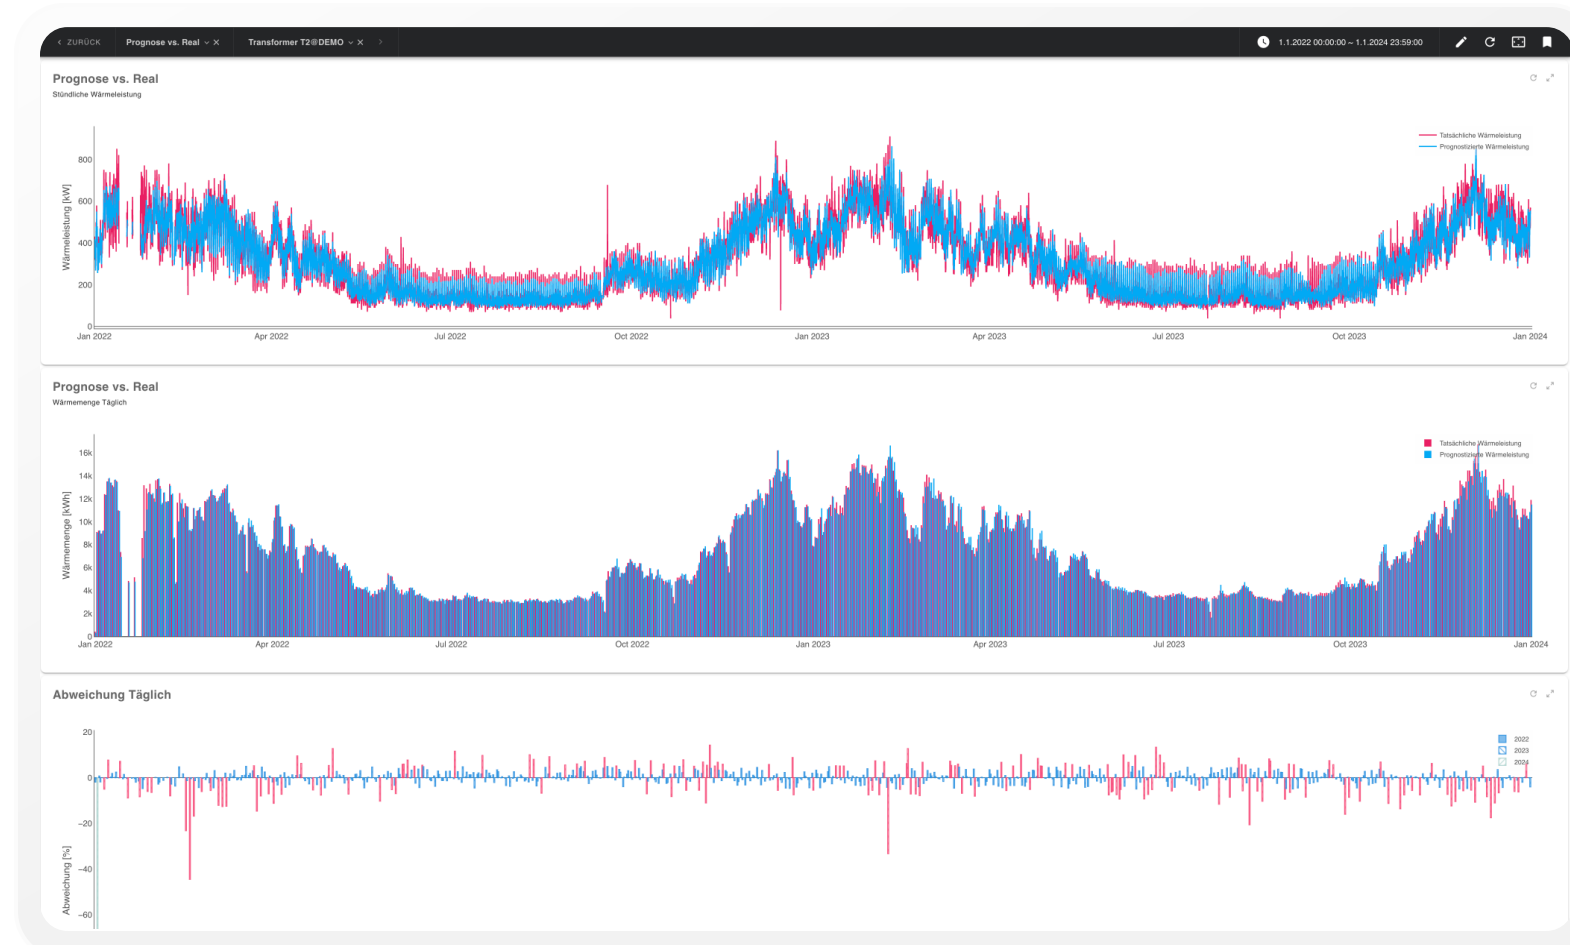 ZURÜCK
Prognose vs. Real
Transformer T2@DEMO
1.1.2022 00:00:00 ~ 1.1.2024 23:59:00
Prognose vs. Real
Stündliche Wärmeleistung
Tatsächliche Wärmeleistung
Prognostizierte Wärmeleistung
Wärmeleistung [kW]
800
600
400
200
0
Jan 2022 Apr 2022 Jul 2022 Oct 2022 Jan 2023 Apr 2023 Jul 2023 Oct 2023 Jan 2024
Prognose vs. Real
Wärmemenge Täglich
Tatsächliche Wärmeleistung
Prognostizierte Wärmeleistung
Wärmemenge [kWh]
16k
14k
12k
10k
8k
6k
4k
2k
0
Jan 2022 Apr 2022 Jul 2022 Oct 2022 Jan 2023 Apr 2023 Jul 2023 Oct 2023 Jan 2024
Abweichung Täglich
2022
2023
2024
Abweichung [%]
20
0
−20
−40
−60